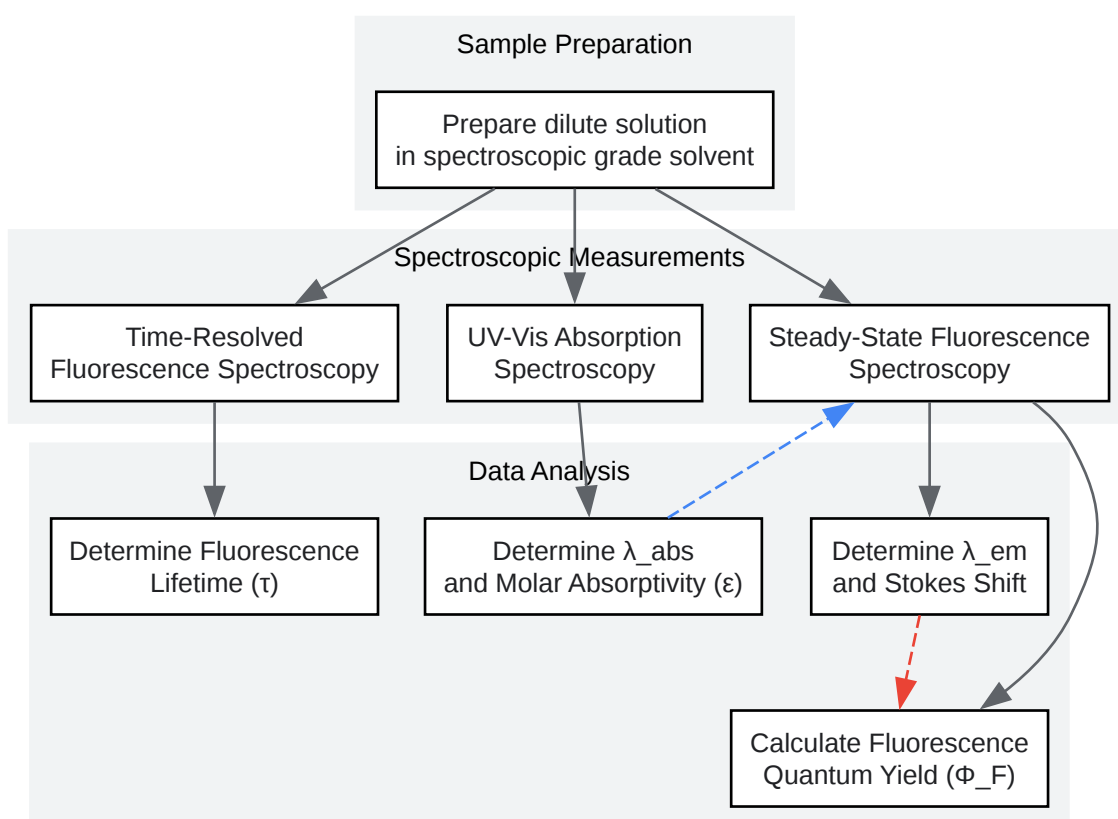 Sample Preparation
Prepare dilute solution
in spectroscopic grade solvent
Spectroscopic Measurements
Time-Resolved
Fluorescence Spectroscopy
UV-Vis Absorption
Spectroscopy
Steady-State Fluorescence
Spectroscopy
Data Analysis
Determine Fluorescence
Lifetime (τ)
Determine λ_abs
and Molar Absorptivity (ε)
Determine λ_em
and Stokes Shift
Calculate Fluorescence
Quantum Yield (Φ_F)